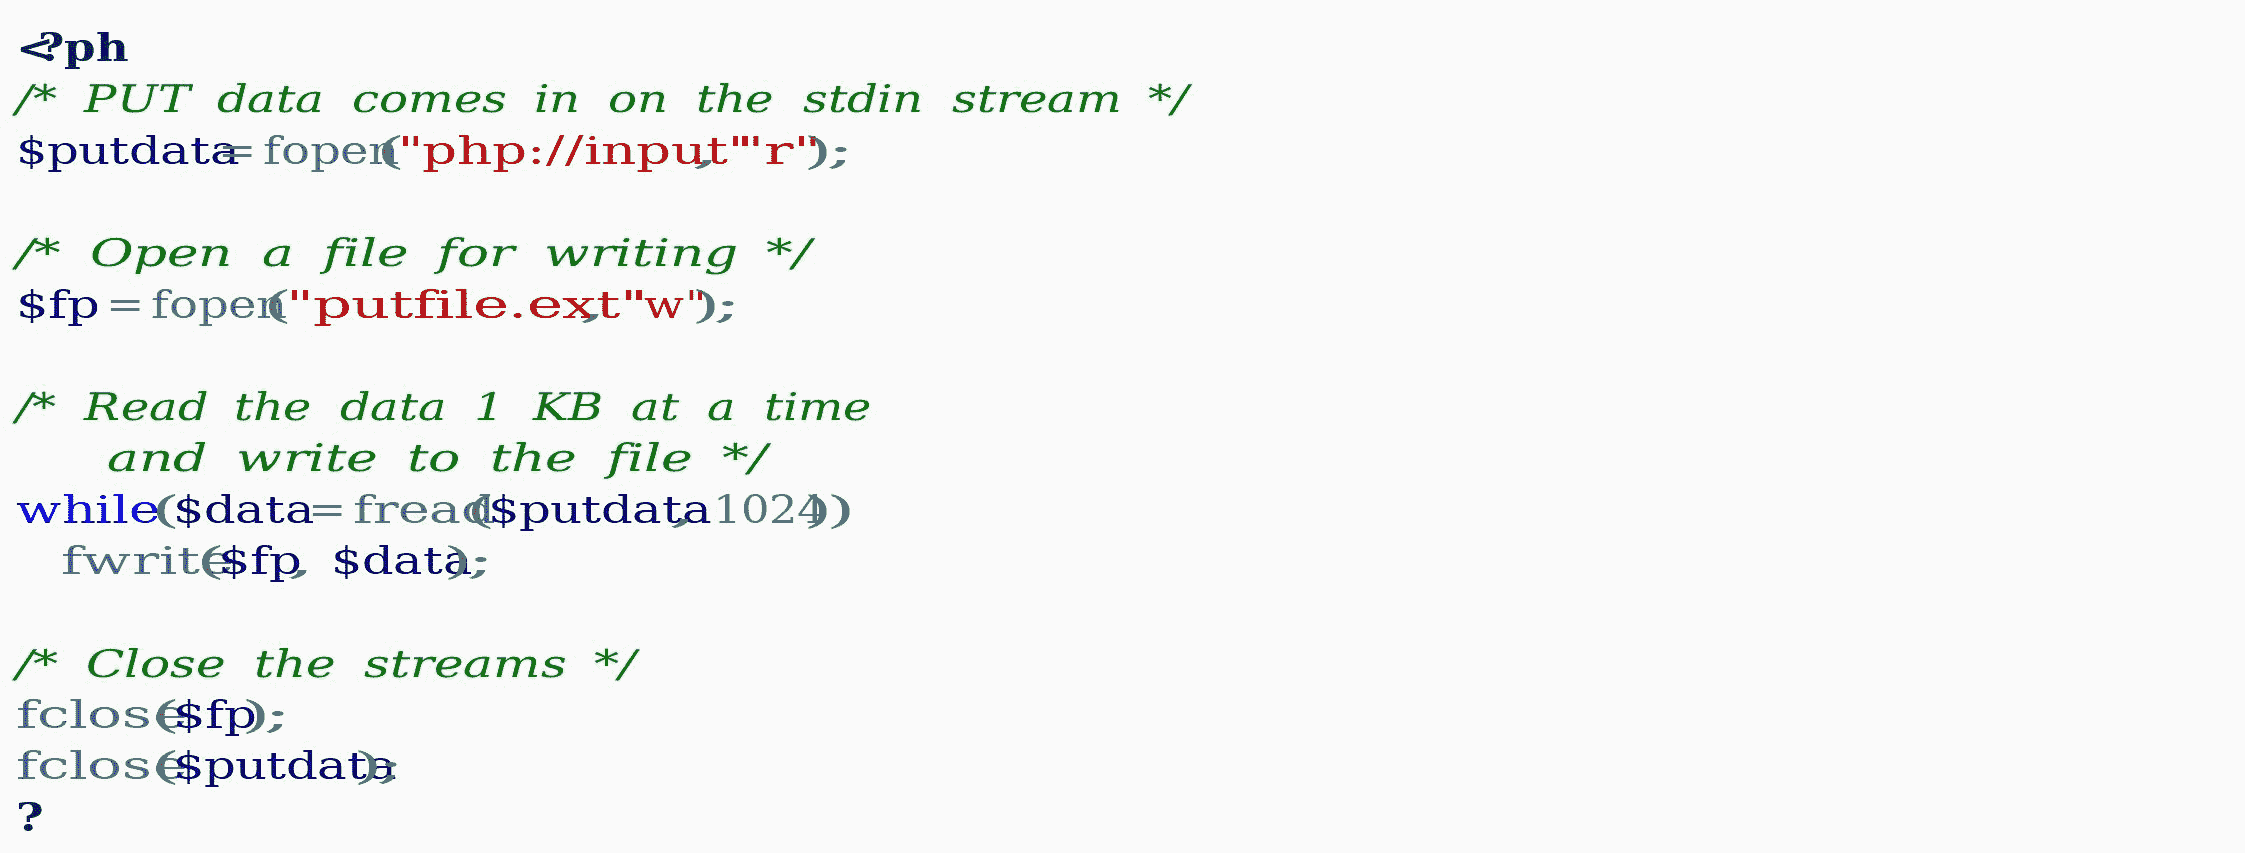 <?ph
/* PUT data comes in on the stdin stream */
$putdata = fopen("php://input", "r");
/* Open a file for writing */
$fp = fopen("putfile.ext", "w");
/* Read the data 1 KB at a time
and write to the file */
while ($data = fread($putdata, 1024))
fwrite($fp, $data);
/* Close the streams */
fclose($fp);
fclose($putdata);
?